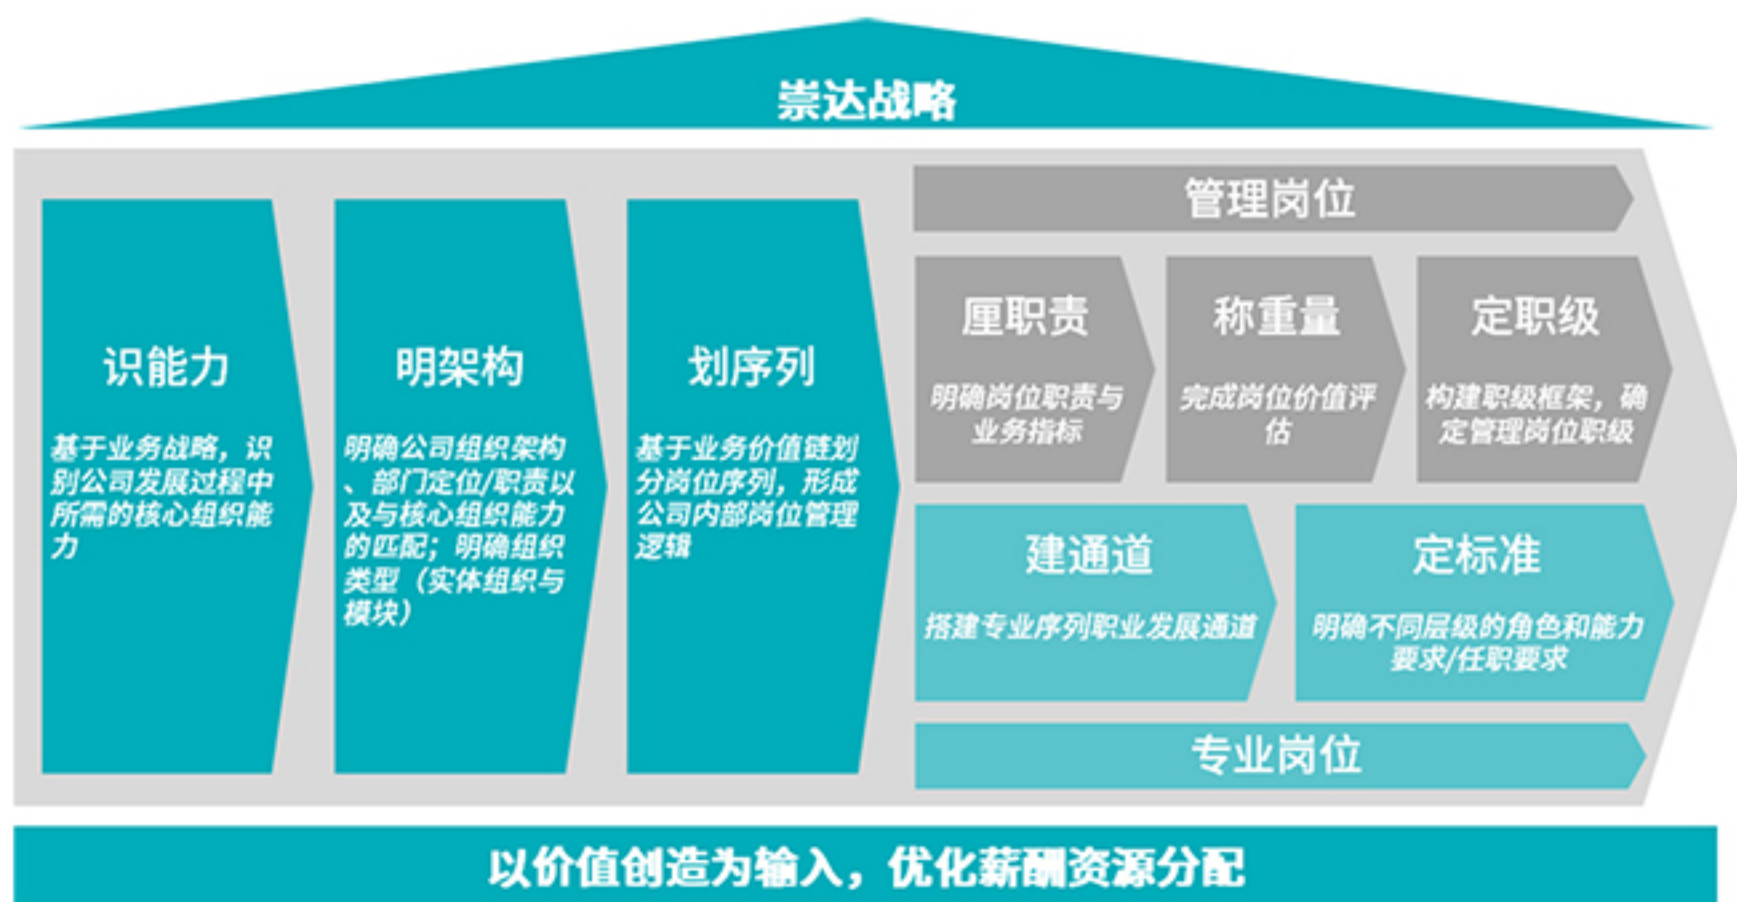 崇达战略
识能力
基于业务战略，识
别公司发展过程中
所需的核心组织能
力
明架构
明确公司组织架构
、部门定位/职责以
及与核心组织能力
的匹配；明确组织
类型（实体组织与
模块）
划序列
基于业务价值链划
分岗位序列，形成
公司内部岗位管理
逻辑
管理岗位
厘职责
明确岗位职责与
业务指标
称重量
完成岗位价值评
估
定职级
构建职级框架，确
定管理岗位职级
建通道
搭建专业序列职业发展通道
定标准
明确不同层级的角色和能力
要求/任职要求
专业岗位
以价值创造为输入，优化薪酬资源分配